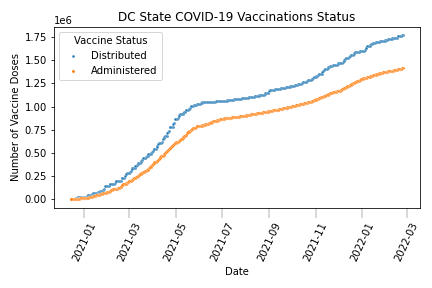 DC State COVID-19 Vaccinations Status
1e6
Vaccine Status
Distributed
Administered
Number of Vaccine Doses
1.75
1.50
1.25
1.00
0.75
0.50
0.25
0.00
2021-01
2021-03
2021-05
2021-07
2021-09
2021-11
2022-01
2022-03
Date